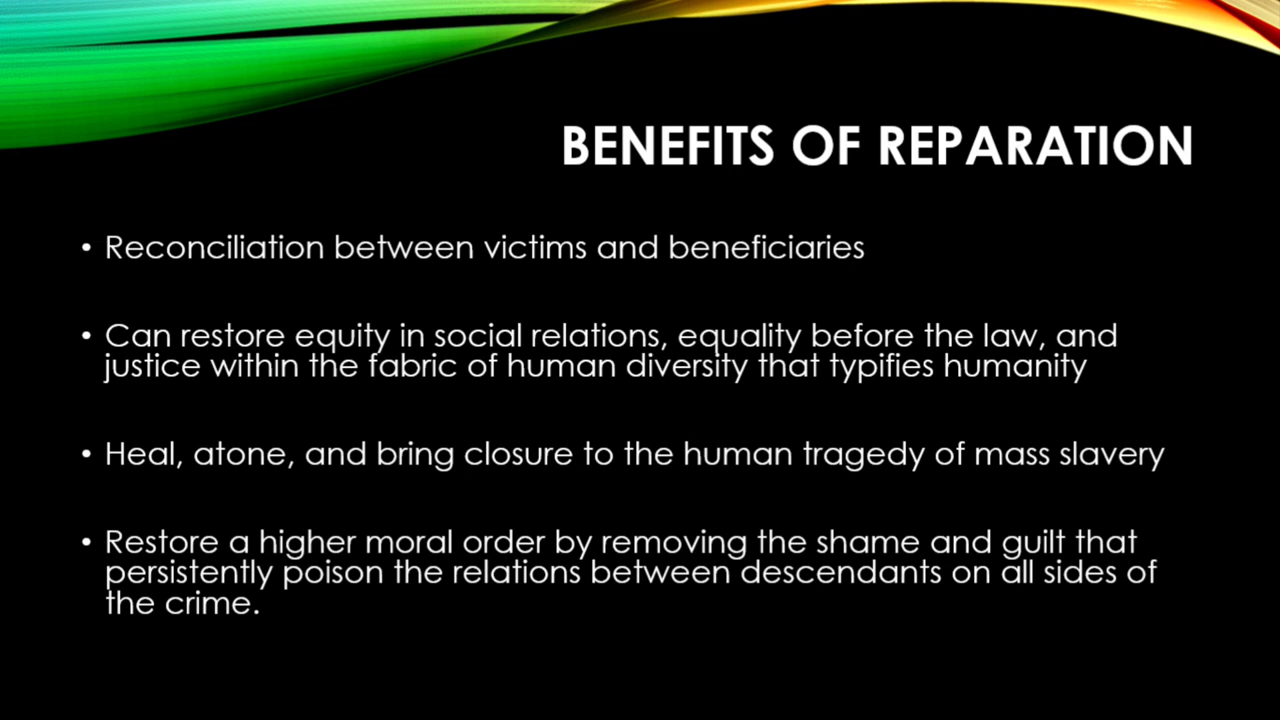 BENEFITS OF REPARATION
• Reconciliation between victims and beneficiaries
• Can restore equity in social relations, equality before the law, and
justice within the fabric of human diversity that typifies humanity
• Heal, atone, and bring closure to the human tragedy of mass slavery
• Restore a higher moral order by removing the shame and guilt that
persistently poison the relations between descendants on all sides of
the crime.